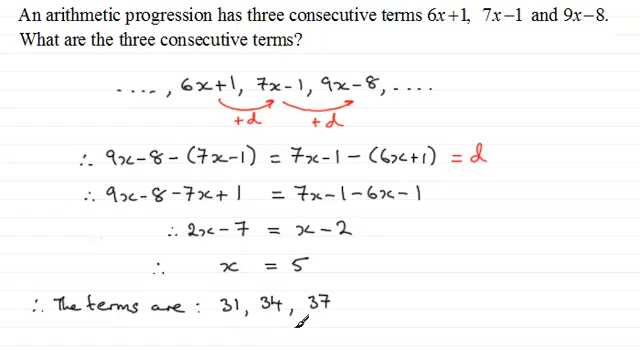 An arithmetic progression has three consecutive terms 6x+1, 7x−1 and 9x−8.
What are the three consecutive terms?
....., 6x+1, 7x−1, 9x−8, ....
+d +d
∴ 9x−8−(7x−1) = 7x−1−(6x+1) = d
∴ 9x−8−7x+1 = 7x−1−6x−1
∴ 2x−7 = x−2
∴ x = 5
∴ The terms are : 31, 34, 37